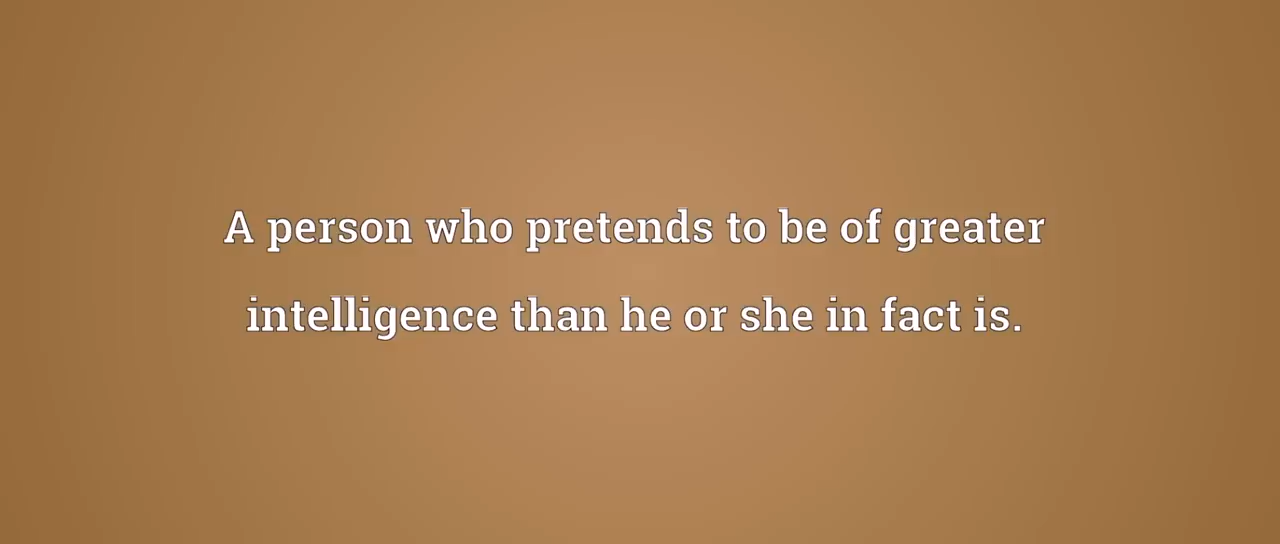 A person who pretends to be of greater
intelligence than he or she in fact is.